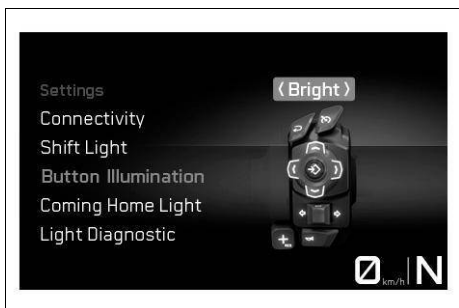 Settings
‹ Bright ›
Connectivity
Shift Light
Button Illumination
Coming Home Light
Light Diagnostic
0 km/h N